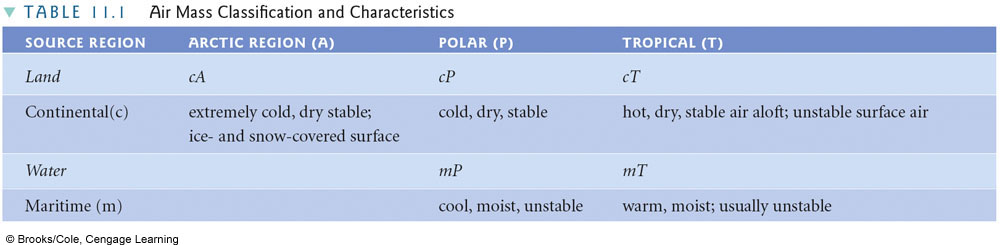 ▼ TABLE 11.1 Air Mass Classification and Characteristics
SOURCE REGION ARCTIC REGION (A) POLAR (P) TROPICAL (T)
Land cA cP cT
Continental(c) extremely cold, dry stable; cold, dry, stable hot, dry, stable air aloft; unstable surface air
ice- and snow-covered surface
Water mP mT
Maritime (m) cool, moist, unstable warm, moist; usually unstable
© Brooks/Cole, Cengage Learning